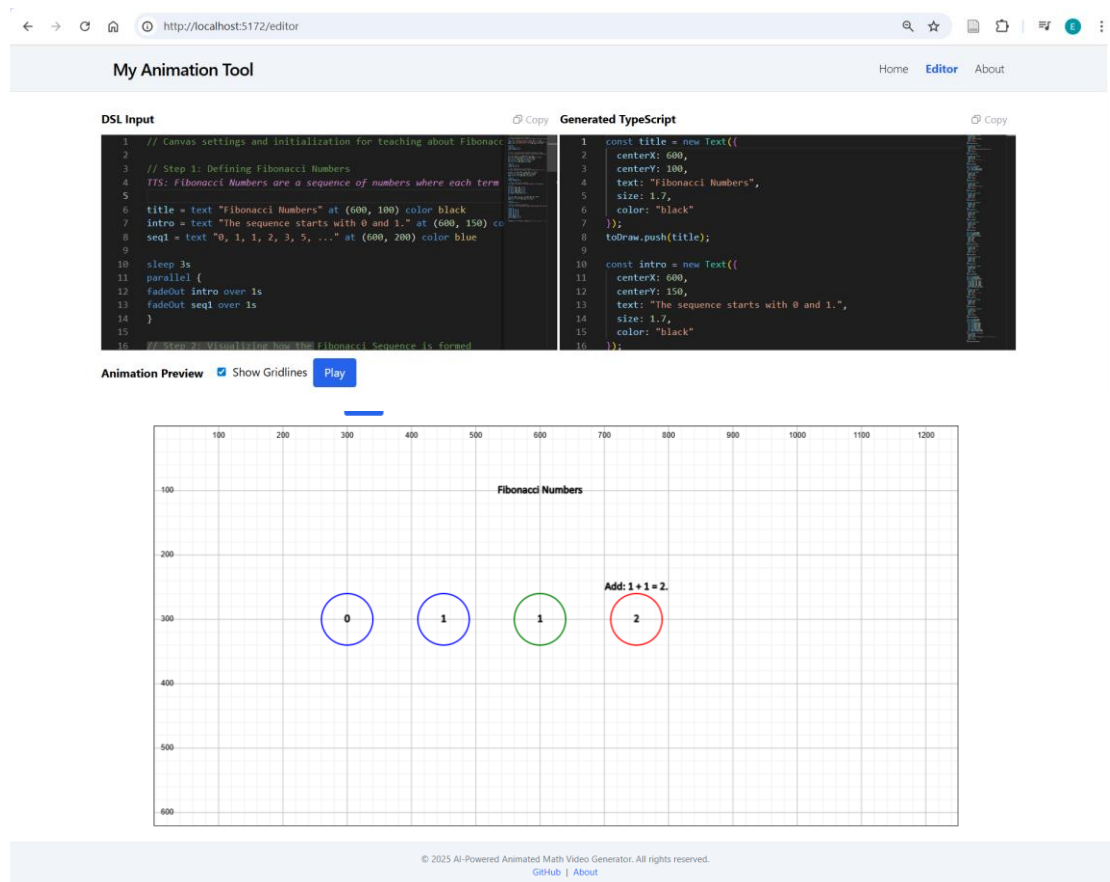 http://localhost:5172/editor
E
My Animation Tool
Home Editor About
DSL Input
Copy
Generated TypeScript
Copy
1 // Canvas settings and initialization for teaching about Fibonacc
2
3 // Step 1: Defining Fibonacci Numbers
4 TTS: Fibonacci Numbers are a sequence of numbers where each term
5
6 title = text "Fibonacci Numbers" at (600, 100) color black
7 intro = text "The sequence starts with 0 and 1." at (600, 150) co
8 seq1 = text "0, 1, 1, 2, 3, 5, ..." at (600, 200) color blue
9
10 sleep 3s
11 parallel {
12 fadeOut intro over 1s
13 fadeOut seq1 over 1s
14 }
15
16 // Step 2: Visualizing how the Fibonacci Sequence is formed
1 const title = new Text({
2 centerX: 600,
3 centerY: 100,
4 text: "Fibonacci Numbers",
5 size: 1.7,
6 color: "black"
7 });
8 toDraw.push(title);
9
10 const intro = new Text({
11 centerX: 600,
12 centerY: 150,
13 text: "The sequence starts with 0 and 1.",
14 size: 1.7,
15 color: "black"
16 });
Animation Preview Show Gridlines Play
100 200 300 400 500 600 700 800 900 1000 1100 1200
100
Fibonacci Numbers
200
Add: 1 + 1 = 2.
300
0 1 1 2
400
500
600
© 2025 AI-Powered Animated Math Video Generator. All rights reserved.
GitHub | About